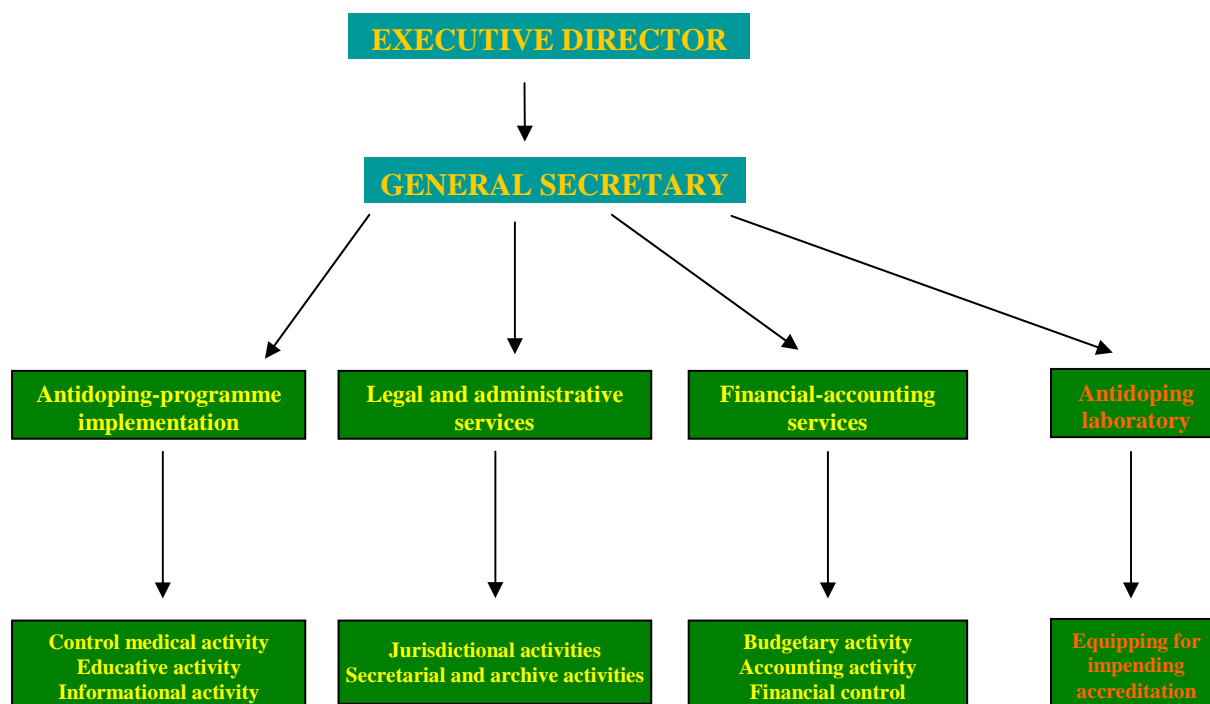 EXECUTIVE DIRECTOR
GENERAL SECRETARY
Antidoping-programme
implementation
Legal and administrative
services
Financial-accounting
services
Antidoping
laboratory
Control medical activity
Educative activity
Informational activity
Jurisdictional activities
Secretarial and archive activities
Budgetary activity
Accounting activity
Financial control
Equipping for
impending
accreditation